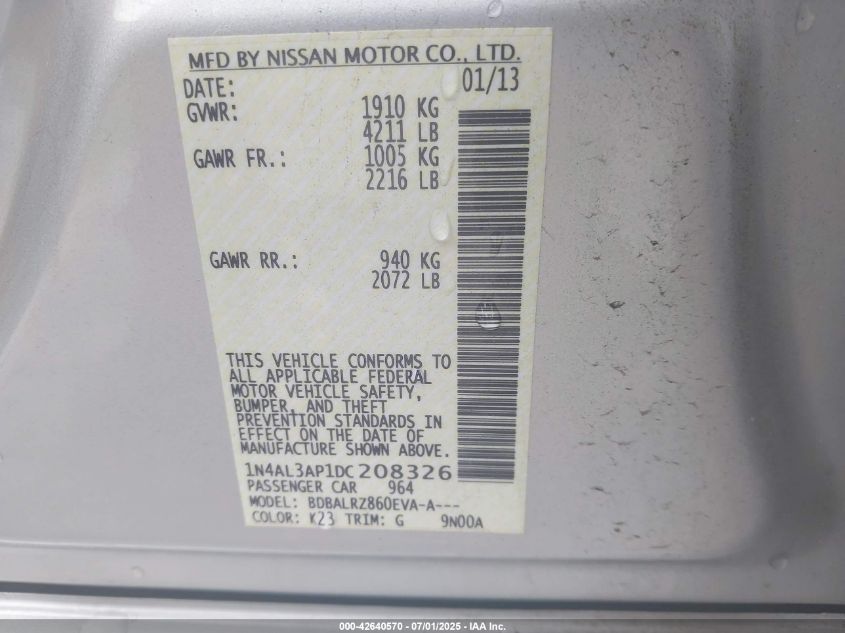 MFD BY NISSAN MOTOR CO., LTD.
DATE: 01/13
GVWR: 1910 KG
4211 LB
GAWR FR.: 1005 KG
2216 LB
GAWR RR.: 940 KG
2072 LB
THIS VEHICLE CONFORMS TO
ALL APPLICABLE FEDERAL
MOTOR VEHICLE SAFETY,
BUMPER, AND THEFT
PREVENTION STANDARDS IN
EFFECT ON THE DATE OF
MANUFACTURE SHOWN ABOVE.
1N4AL3AP1DC208326
PASSENGER CAR 964
MODEL: BDBALRZ860EVA-A---
COLOR: K23 TRIM: G 9N00A
000-42640570 - 07/01/2025 - IAA Inc.